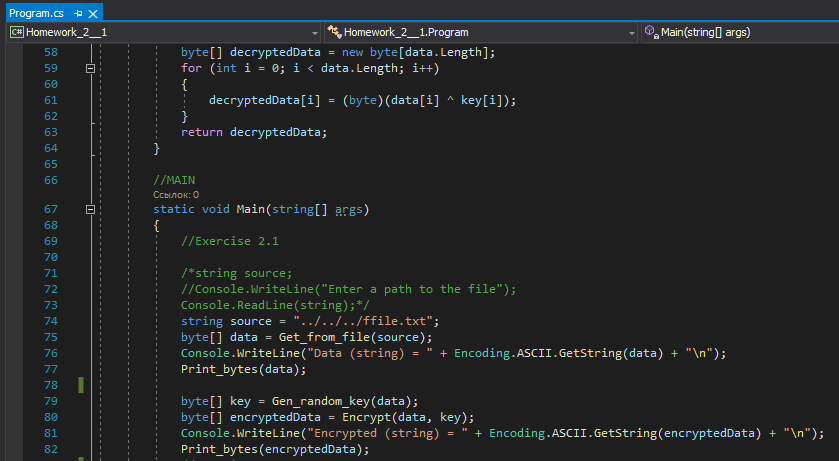 Program.cs
C# Homework_2__1 Homework_2__1.Program Main(string[] args)
58 byte[] decryptedData = new byte[data.Length];
59 for (int i = 0; i < data.Length; i++)
60 {
61 decryptedData[i] = (byte)(data[i] ^ key[i]);
62 }
63 return decryptedData;
64 }
65
66 //MAIN
Ссылок: 0
67 static void Main(string[] args)
68 {
69 //Exercise 2.1
70
71 /*string source;
72 //Console.WriteLine("Enter a path to the file");
73 Console.ReadLine(string);*/
74 string source = "../../../ffile.txt";
75 byte[] data = Get_from_file(source);
76 Console.WriteLine("Data (string) = " + Encoding.ASCII.GetString(data) + "\n");
77 Print_bytes(data);
78
79 byte[] key = Gen_random_key(data);
80 byte[] encryptedData = Encrypt(data, key);
81 Console.WriteLine("Encrypted (string) = " + Encoding.ASCII.GetString(encryptedData) + "\n");
82 Print_bytes(encryptedData);